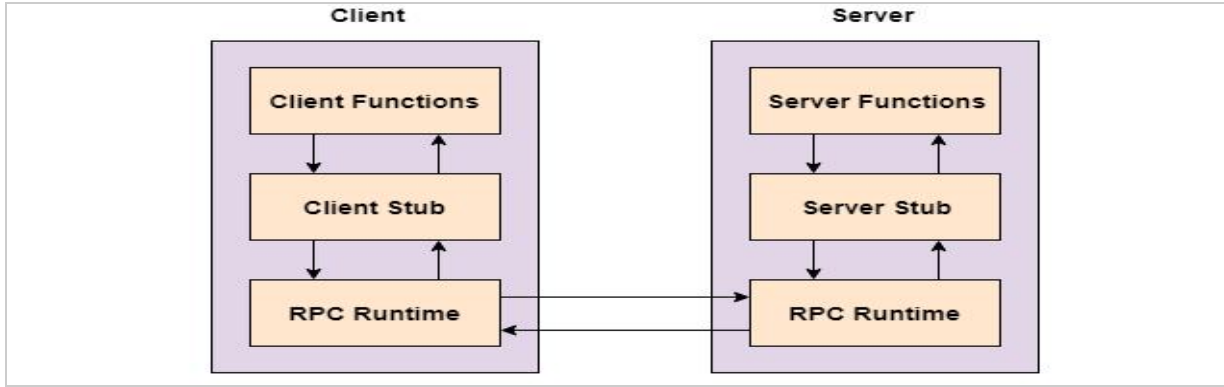 Client
Server
Client Functions
Server Functions
Client Stub
Server Stub
RPC Runtime
RPC Runtime